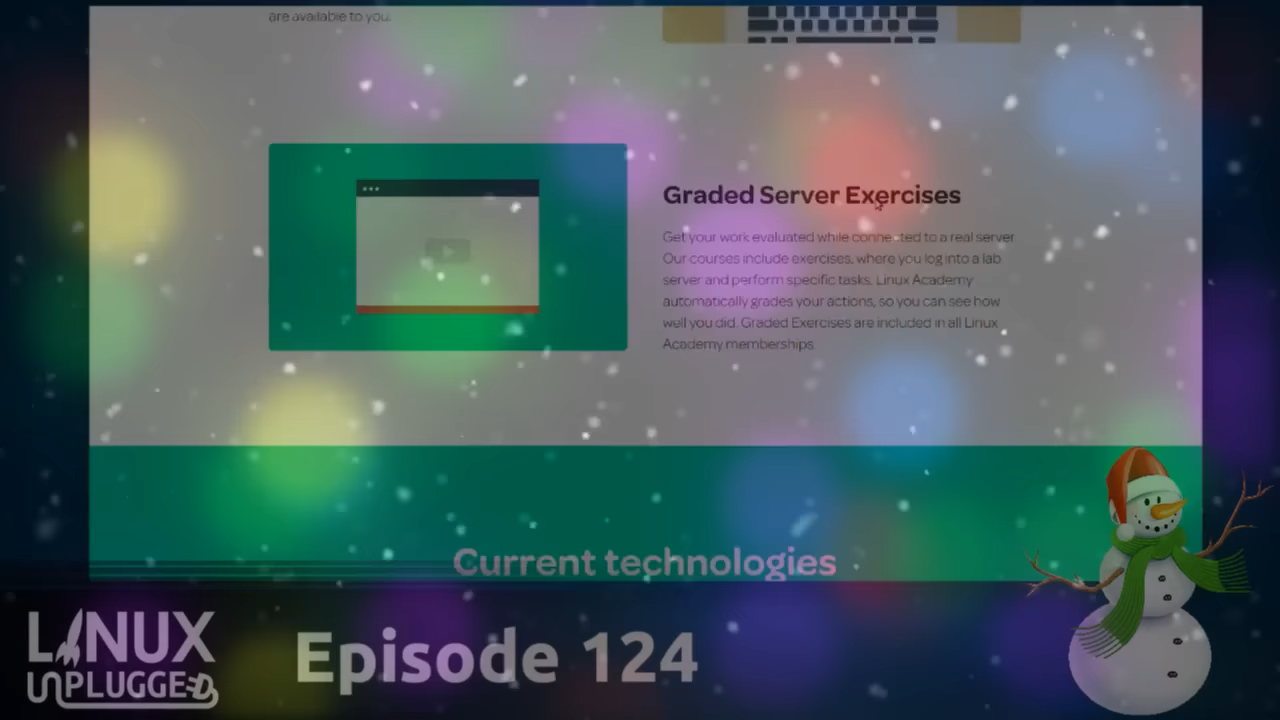 are available to you.
Graded Server Exercises
Get your work evaluated while connected to a real server
Our courses include exercises, where you log into a lab
server and perform specific tasks. Linux Academy
automatically grades your actions, so you can see how
well you did. Graded Exercises are included in all Linux
Academy memberships.
Current technologies
LINUX
UNPLUGGED
Episode 124